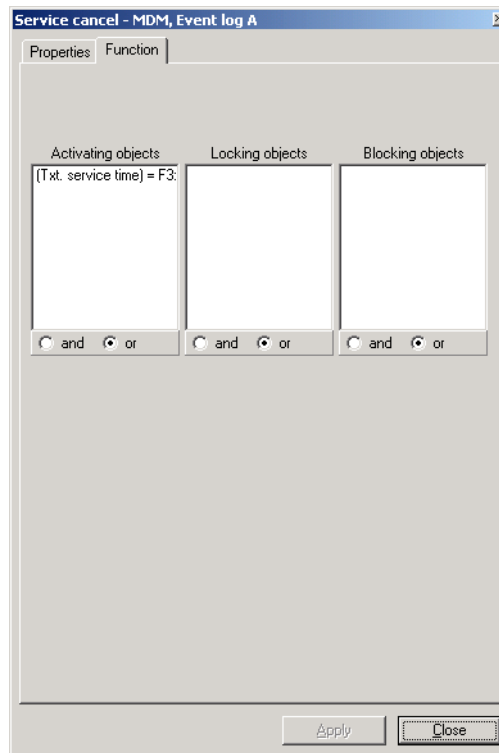 Service cancel - MDM, Event log A
Properties Function
Activating objects Locking objects Blocking objects
(Txt. service time) = F3:
and or and or and or
Apply Close